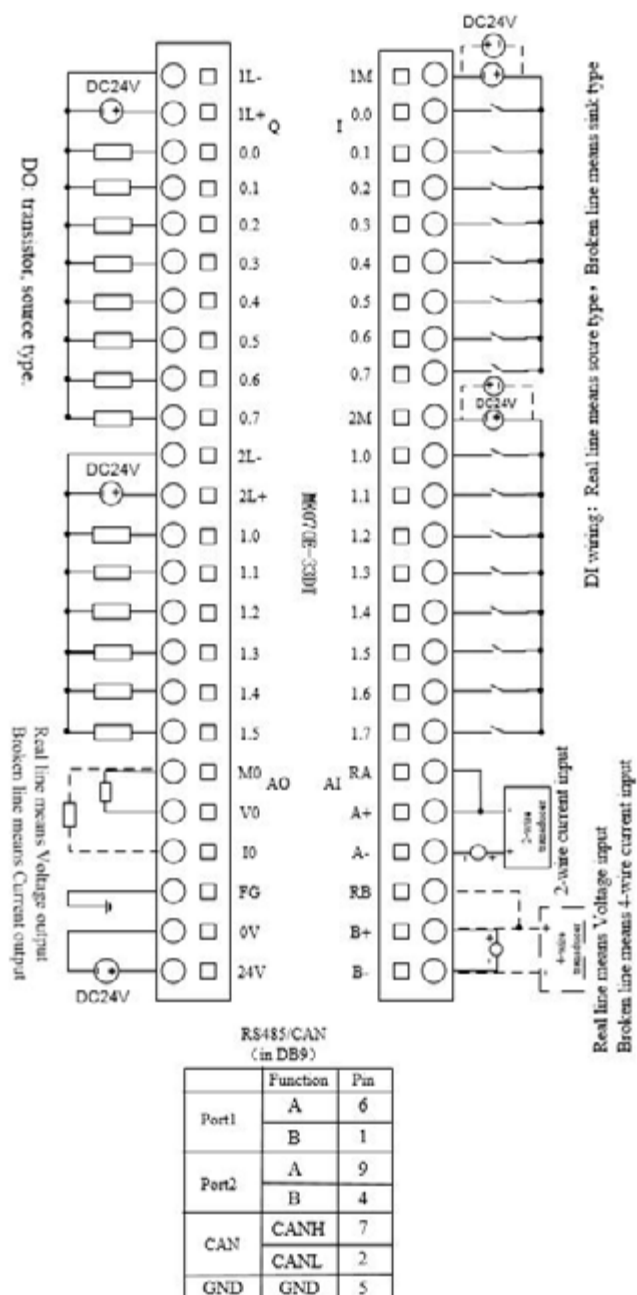 DC24V
1L-
1L+
Q
0.0
0.1
0.2
0.3
0.4
0.5
0.6
0.7
DC24V
2L-
2L+
1.0
1.1
1.2
1.3
1.4
1.5
M0
AO
V0
I0
FG
0V
24V
DC24V
DO: transistor, source type.
Real line means Voltage output
Broken line means Current output
DC24V
1M
I
0.0
0.1
0.2
0.3
0.4
0.5
0.6
0.7
DC24V
2M
1.0
1.1
1.2
1.3
1.4
1.5
1.6
1.7
AI
RA
A+
A-
RB
B+
B-
2-wire
transducer
2-wire current input
4-wire
transducer
DI wiring: Real line means soure type, Broken line means sink type
Real line means Voltage input
Broken line means 4-wire current input
RS485/CAN
(in DB9)
Function Pin
Port1 A 6
B 1
Port2 A 9
B 4
CAN CANH 7
CANL 2
GND GND 5